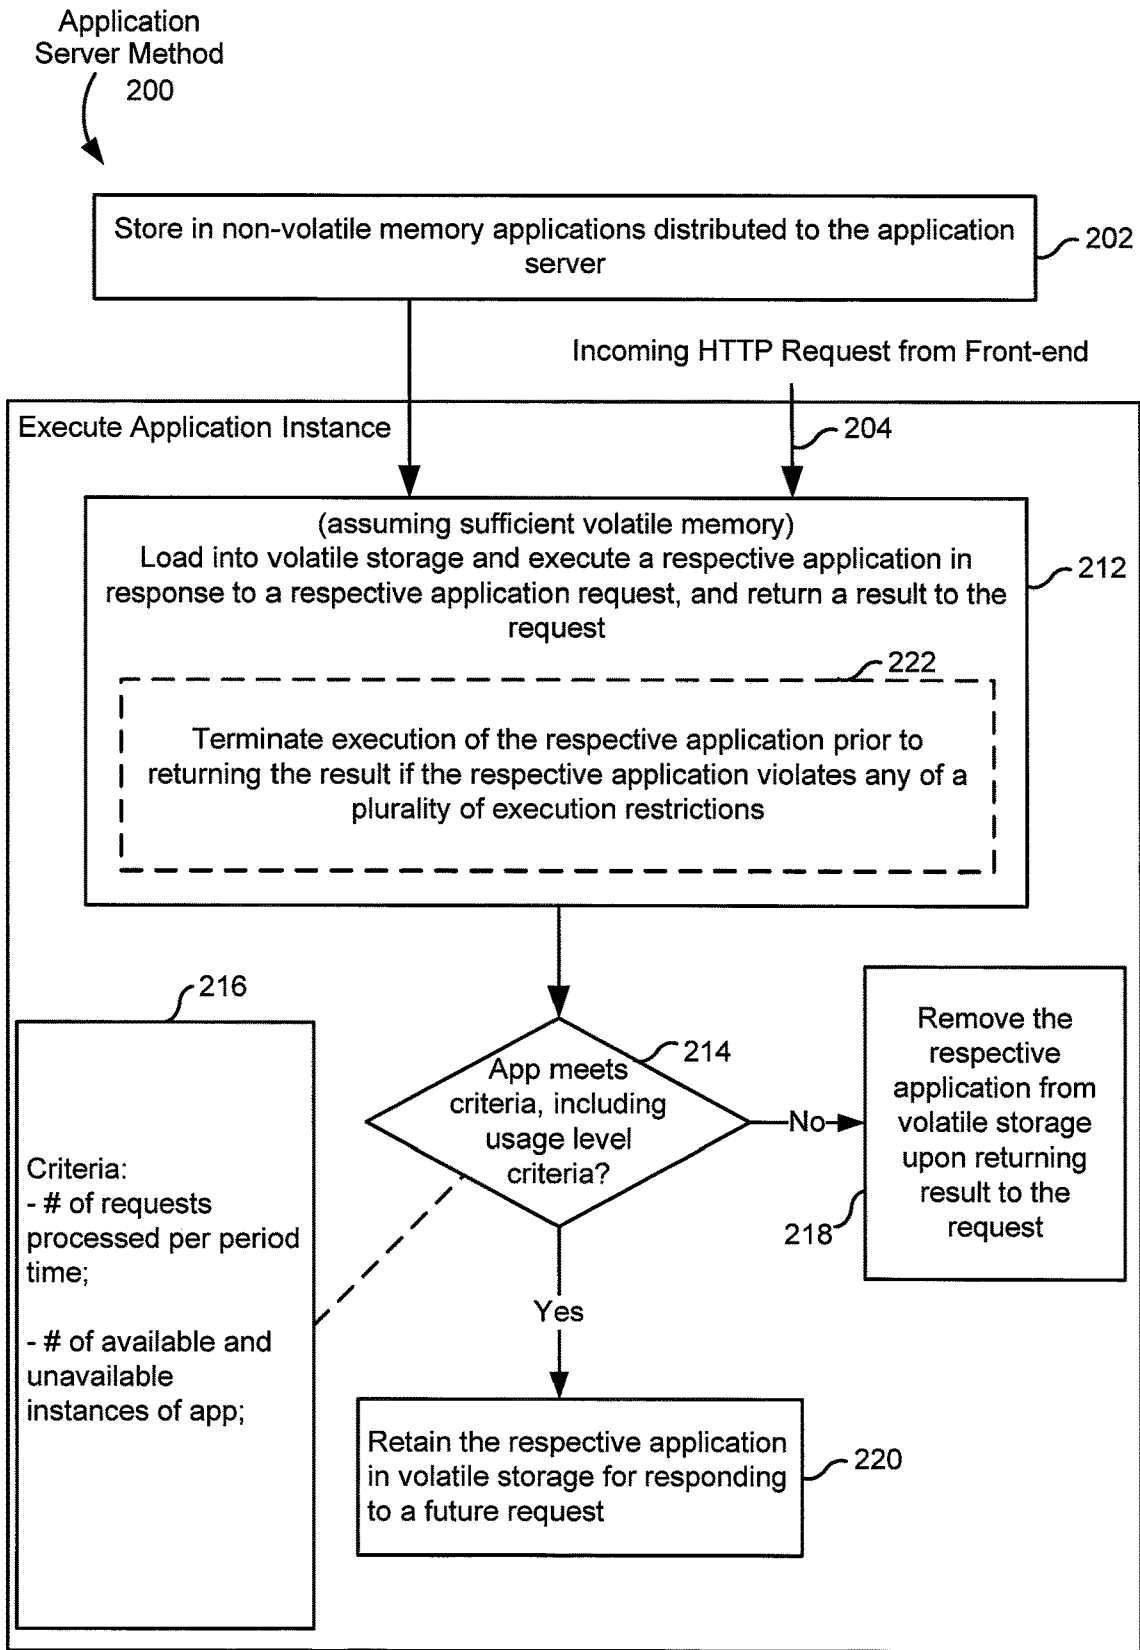 Application
Server Method
200
Store in non-volatile memory applications distributed to the application
server
202
Incoming HTTP Request from Front-end
Execute Application Instance
204
(assuming sufficient volatile memory)
Load into volatile storage and execute a respective application in
response to a respective application request, and return a result to the
request
212
222
Terminate execution of the respective application prior to
returning the result if the respective application violates any of a
plurality of execution restrictions
216
Criteria:
- # of requests
processed per period
time;
- # of available and
unavailable
instances of app;
214
App meets
criteria, including
usage level
criteria?
No
Remove the
respective
application from
volatile storage
upon returning
result to the
request
218
Yes
Retain the respective application
in volatile storage for responding
to a future request
220